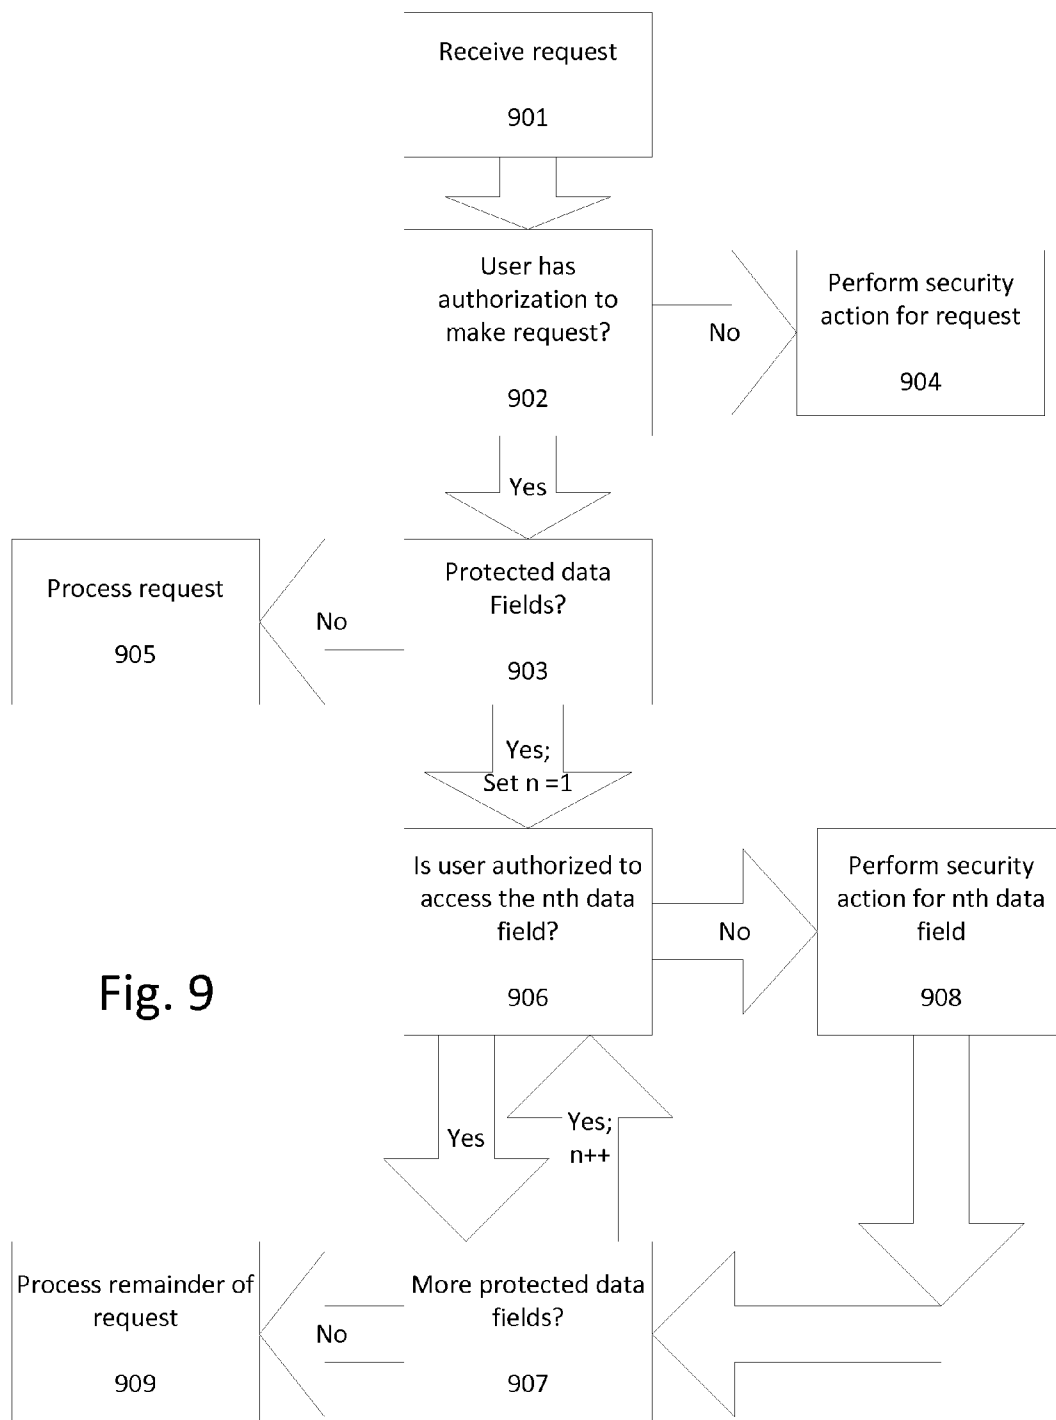 Receive request
901
User has
authorization to
make request?
902
No
Perform security
action for request
904
Yes
Process request
905
No
Protected data
Fields?
903
Yes;
Set n =1
Is user authorized to
access the nth data
field?
906
No
Perform security
action for nth data
field
908
Fig. 9
Yes
Yes;
n++
Process remainder of
request
909
No
More protected data
fields?
907